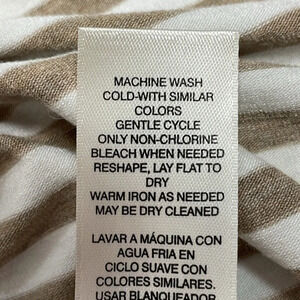 MACHINE WASH
COLD-WITH SIMILAR
COLORS
GENTLE CYCLE
ONLY NON-CHLORINE
BLEACH WHEN NEEDED
RESHAPE, LAY FLAT TO
DRY
WARM IRON AS NEEDED
MAY BE DRY CLEANED
LAVAR A MÁQUINA CON
AGUA FRIA EN
CICLO SUAVE CON
COLORES SIMILARES.
USAR BLANQUEADOR